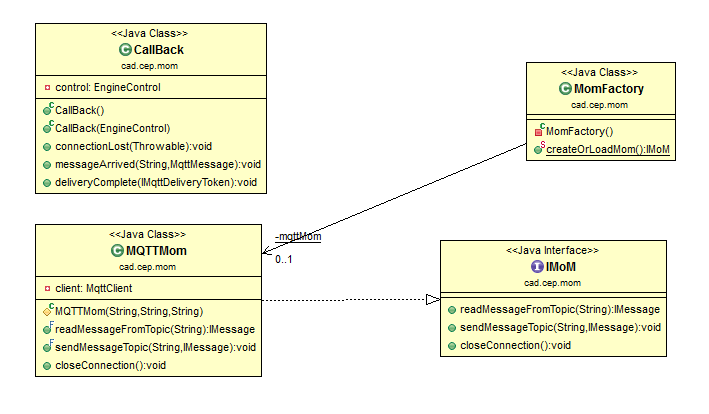 <<Java Class>>
CallBack
cad.cep.mom
control: EngineControl
CallBack()
CallBack(EngineControl)
connectionLost(Throwable):void
messageArrived(String,MqttMessage):void
deliveryComplete(IMqttDeliveryToken):void
<<Java Class>>
MomFactory
cad.cep.mom
MomFactory()
createOrLoadMom():IMoM
<<Java Class>>
MQTTMom
cad.cep.mom
client: MqttClient
MQTTMom(String,String,String)
readMessageFromTopic(String):IMessage
sendMessageTopic(String,IMessage):void
closeConnection():void
-mqttMom
0..1
<<Java Interface>>
IMoM
cad.cep.mom
readMessageFromTopic(String):IMessage
sendMessageTopic(String,IMessage):void
closeConnection():void